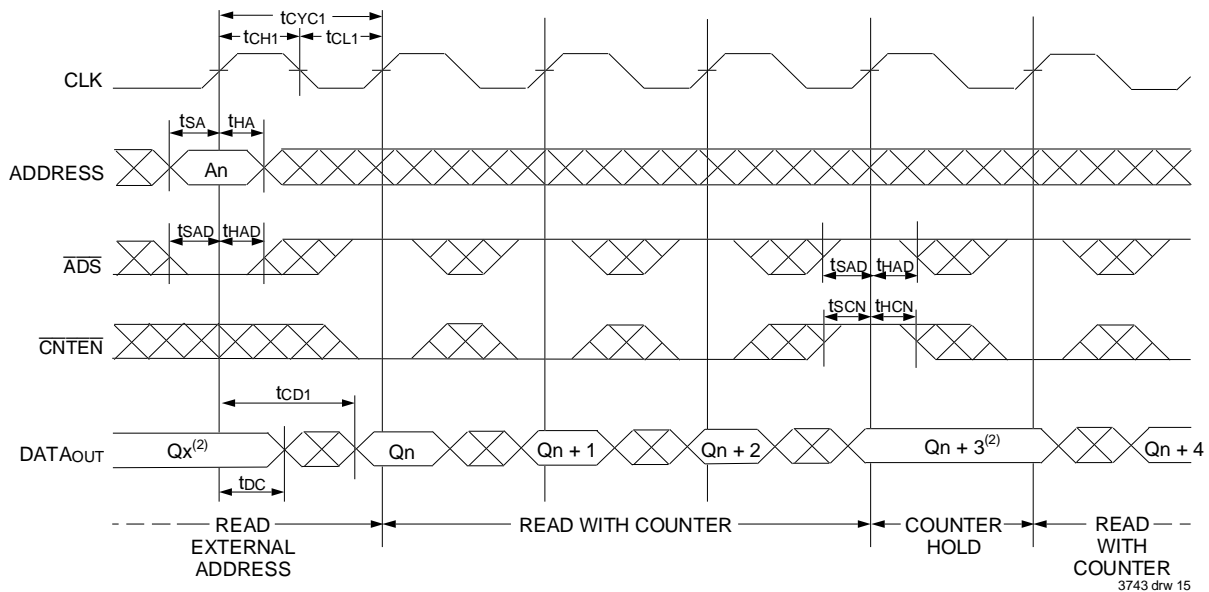 tCYC1
tCH1 tCL1
CLK
tSA tHA
ADDRESS An
tSAD tHAD
ADS tSAD tHAD
tSCN tHCN
CNTEN
tCD1
DATAOUT Qx(2) Qn Qn + 1 Qn + 2 Qn + 3(2) Qn + 4
tDC
READ EXTERNAL ADDRESS
READ WITH COUNTER
COUNTER HOLD
READ WITH COUNTER
3743 drw 15